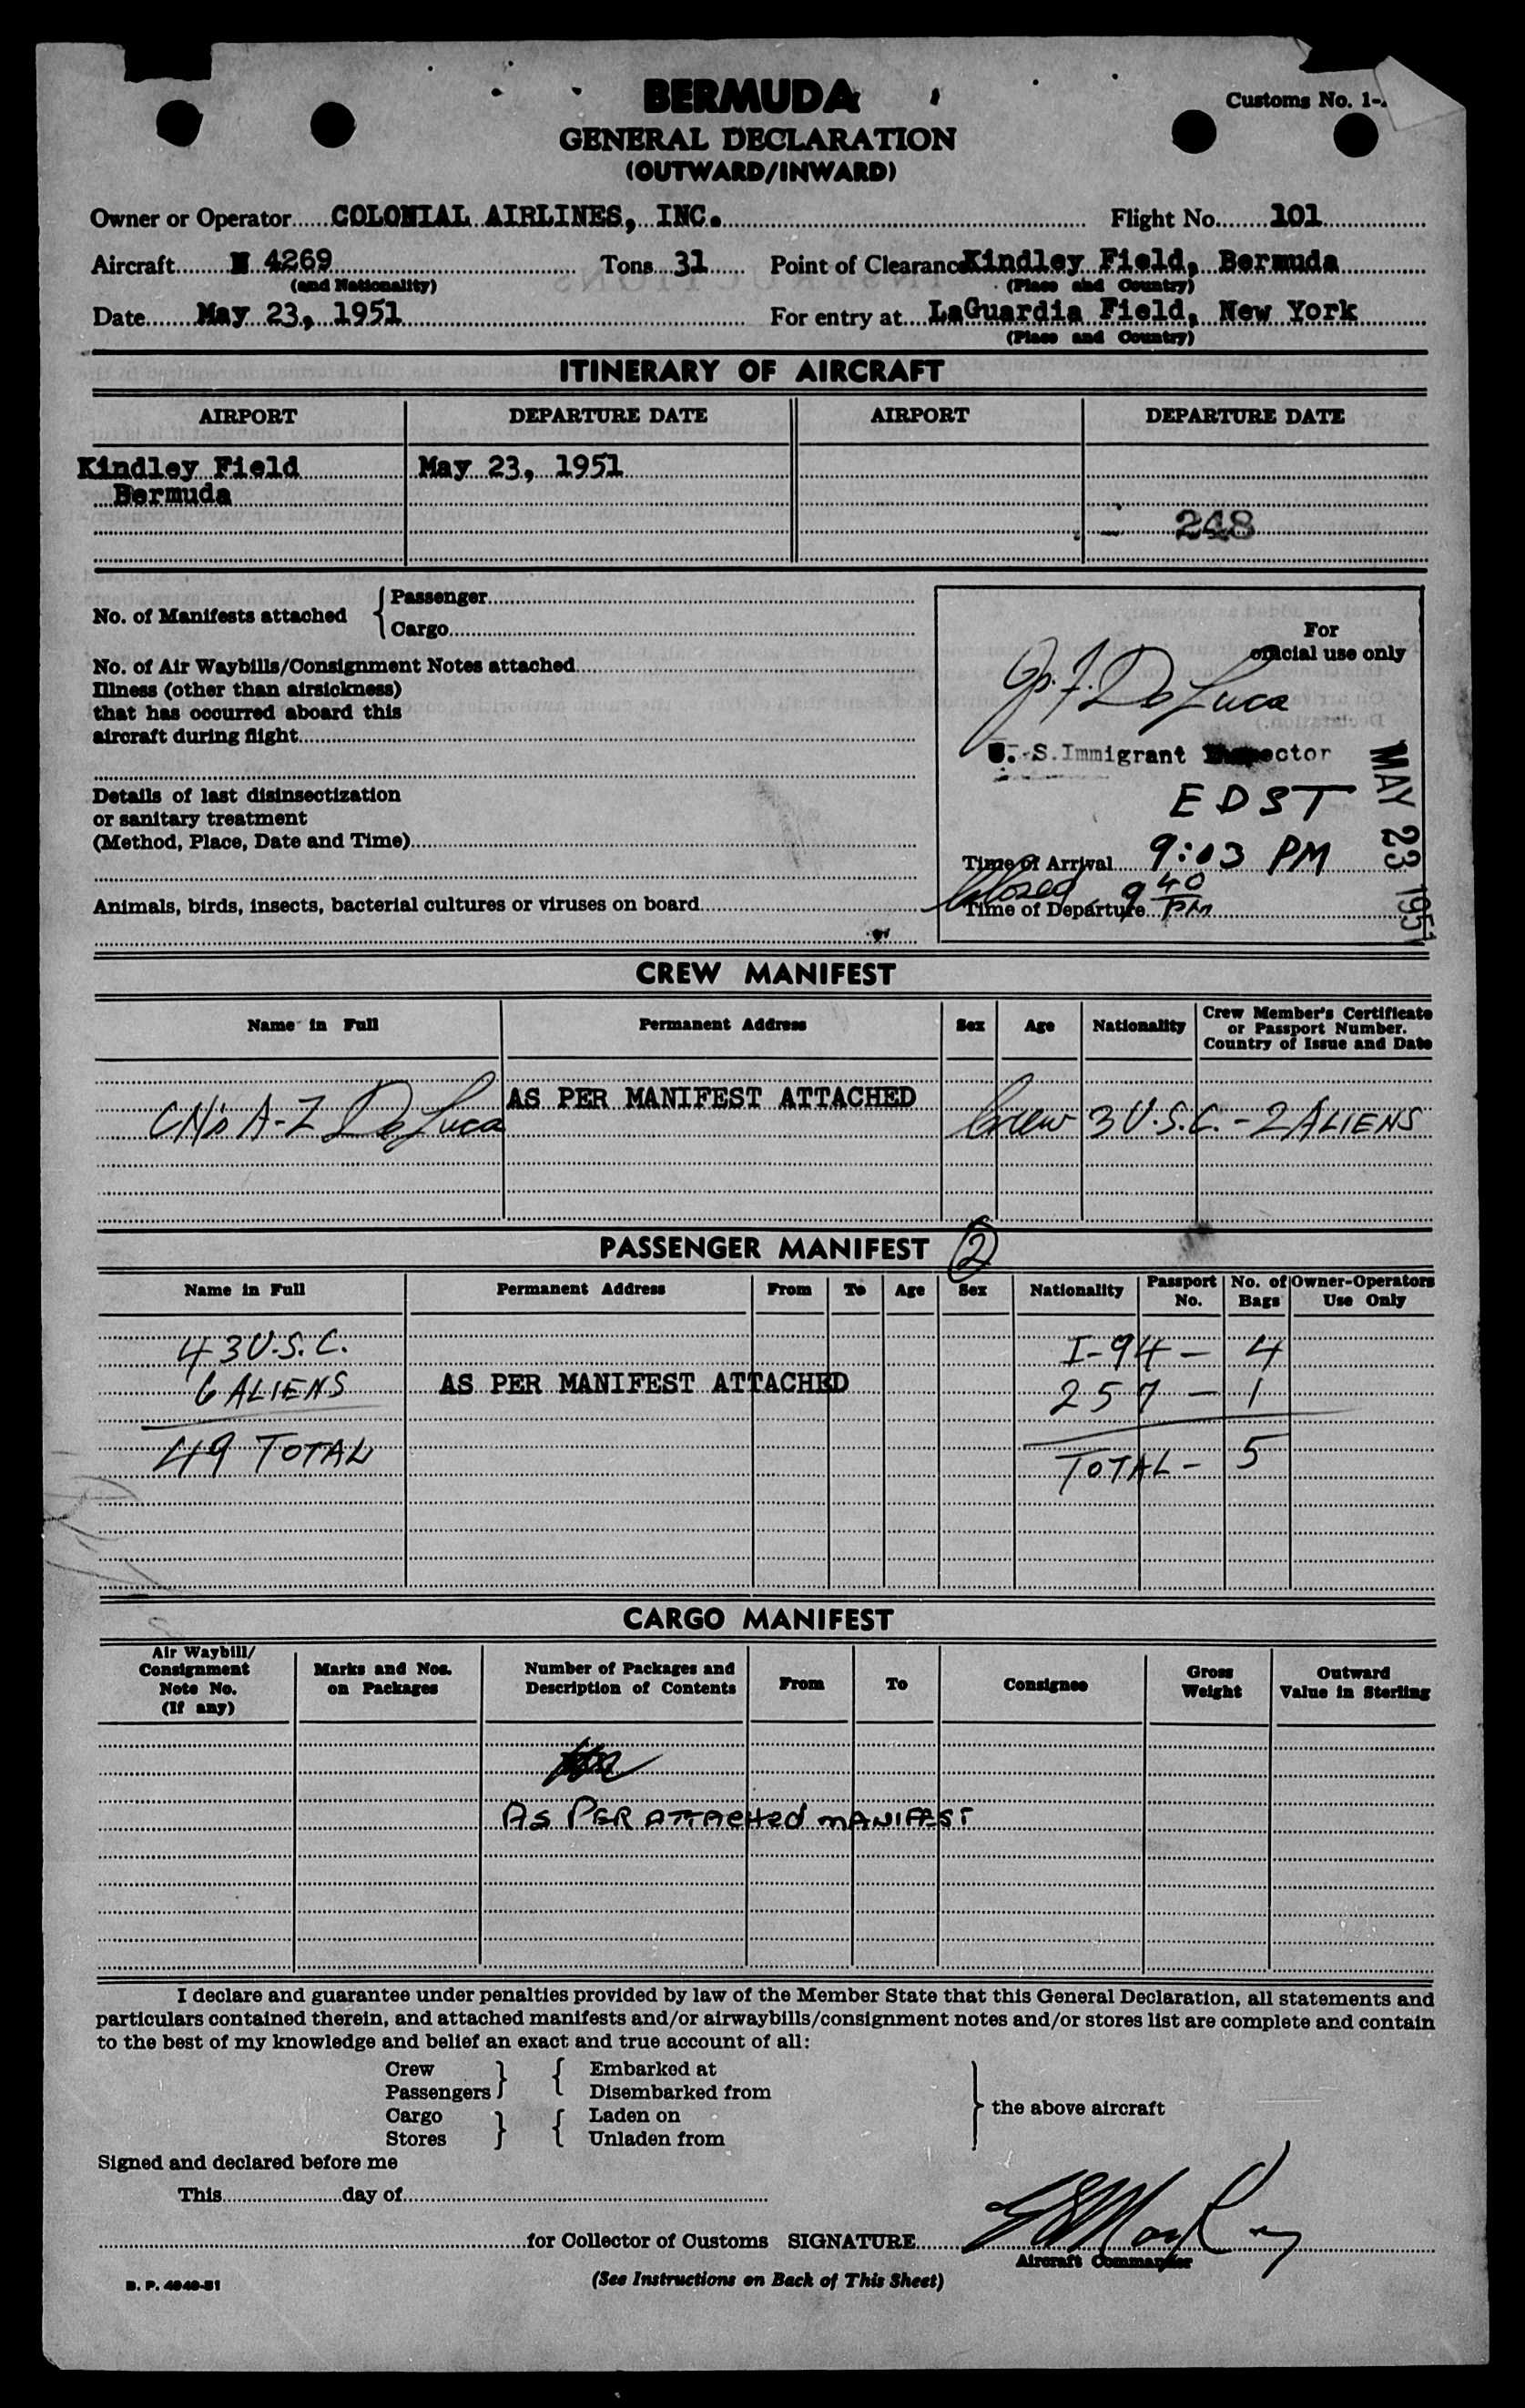 BERMUDA
Customs No. 1-
GENERAL DECLARATION
(OUTWARD/INWARD)
Owner or Operator COLONIAL AIRLINES, INC. Flight No. 101
Aircraft N 4269 Tons 31 Point of Clearance Kindley Field, Bermuda
(and Nationality) (Place and Country)
Date May 23, 1951 For entry at LaGuardia Field, New York
(Place and Country)
ITINERARY OF AIRCRAFT
AIRPORT DEPARTURE DATE AIRPORT DEPARTURE DATE
Kindley Field May 23, 1951
Bermuda
248
No. of Manifests attached { Passenger
Cargo
For
official use only
No. of Air Waybills/Consignment Notes attached
Illness (other than airsickness)
that has occurred aboard this
aircraft during flight
Jos. F. DeLuca
U. S. Immigrant Inspector
MAY 23 1951
Details of last disinsectization
or sanitary treatment
(Method, Place, Date and Time)
EDST
Time of Arrival 9:03 PM
Closed 9 40 PM
Animals, birds, insects, bacterial cultures or viruses on board
Time of Departure
CREW MANIFEST
Name in Full Permanent Address Sex Age Nationality Crew Member's Certificate
or Passport Number.
Country of Issue and Date
AS PER MANIFEST ATTACHED
CN's A-Z DeLuca Crew 3 U.S.C. - 2 ALIENS
PASSENGER MANIFEST 2
Name in Full Permanent Address From To Age Sex Nationality Passport No. No. of Bags Owner-Operators Use Only
43 U.S.C. I-94 - 4
6 ALIENS AS PER MANIFEST ATTACHED 257 - 1
49 TOTAL TOTAL - 5
CARGO MANIFEST
Air Waybill/
Consignment
Note No.
(If any)
Marks and Nos.
on Packages
Number of Packages and
Description of Contents
From To Consignee
Gross
Weight
Outward
Value in Sterling
AS PER ATTACHED MANIFEST
I declare and guarantee under penalties provided by law of the Member State that this General Declaration, all statements and
particulars contained therein, and attached manifests and/or airwaybills/consignment notes and/or stores list are complete and contain
to the best of my knowledge and belief an exact and true account of all:
Crew } { Embarked at
Passengers Disembarked from
} the above aircraft
Cargo } { Laden on
Stores Unladen from
Signed and declared before me
This day of
for Collector of Customs SIGNATURE
Aircraft Commander
B. P. 4040-51
(See Instructions on Back of This Sheet)